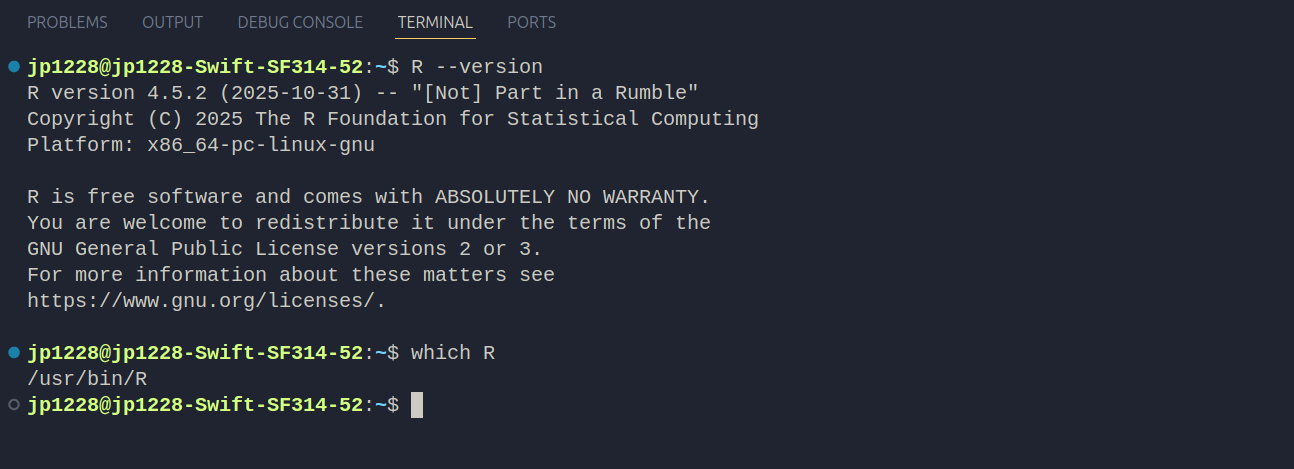 PROBLEMS OUTPUT DEBUG CONSOLE TERMINAL PORTS
jp1228@jp1228-Swift-SF314-52:~$ R --version
R version 4.5.2 (2025-10-31) -- "[Not] Part in a Rumble"
Copyright (C) 2025 The R Foundation for Statistical Computing
Platform: x86_64-pc-linux-gnu
R is free software and comes with ABSOLUTELY NO WARRANTY.
You are welcome to redistribute it under the terms of the
GNU General Public License versions 2 or 3.
For more information about these matters see
https://www.gnu.org/licenses/.
jp1228@jp1228-Swift-SF314-52:~$ which R
/usr/bin/R
jp1228@jp1228-Swift-SF314-52:~$